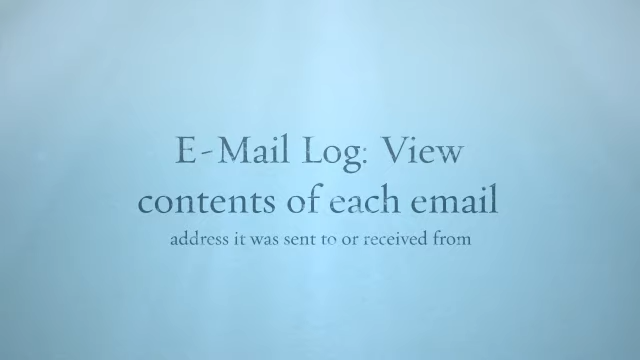 E-Mail Log: View
contents of each email
address it was sent to or received from